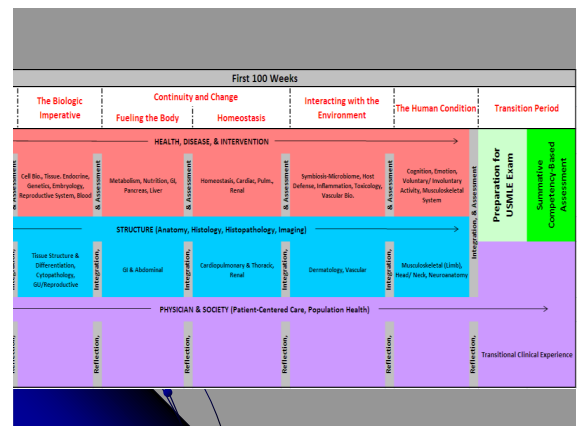 First 100 Weeks
The Biologic
Imperative
Continuity and Change
Fueling the Body
Homeostasis
Interacting with the
Environment
The Human Condition
Transition Period
HEALTH, DISEASE, & INTERVENTION
& Assessment
Cell Bio., Tissue. Endocrine,
Genetics, Embryology,
Reproductive System, Blood
& Assessment
Metabolism, Nutrition, GI,
Pancreas, Liver
& Assessment
Homeostasis, Cardiac, Pulm.,
Renal
& Assessment
Symbiosis-Microbiome, Host
Defense, Inflammation, Toxicology,
Vascular Bio.
& Assessment
Cognition, Emotion,
Voluntary/ Involuntary
Activity, Musculoskeletal
System
Integration, & Assessment
Preparation for
USMLE Exam
Summative
Competency-Based
Assessment
STRUCTURE (Anatomy, Histology, Histopathology, Imaging)
Integration,
Tissue Structure &
Differentiation,
Cytopathology,
GU/Reproductive
Integration,
GI & Abdominal
Integration,
Cardiopulmonary & Thoracic,
Renal
Integration,
Dermatology, Vascular
Integration,
Musculoskeletal (Limb),
Head/ Neck, Neuroanatomy
PHYSICIAN & SOCIETY (Patient-Centered Care, Population Health)
Reflection,
Reflection,
Reflection,
Reflection,
Reflection,
Transitional Clinical Experience